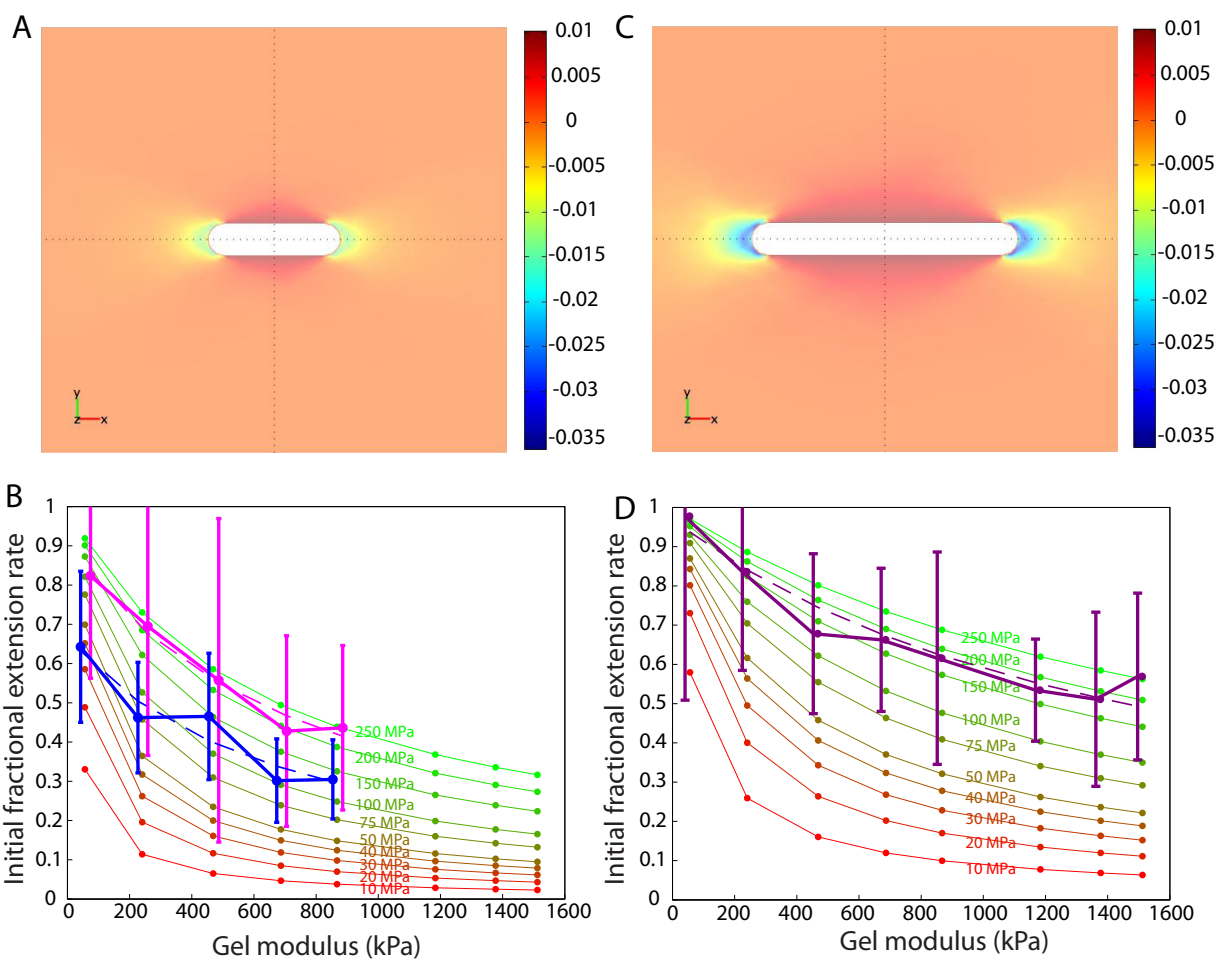 A
0.01
0.005
0
-0.005
-0.01
-0.015
-0.02
-0.025
-0.03
-0.035
y
z x
C
0.01
0.005
0
-0.005
-0.01
-0.015
-0.02
-0.025
-0.03
-0.035
y
z x
B
Initial fractional extension rate
1
0.9
0.8
0.7
0.6
0.5
0.4
0.3
0.2
0.1
0
250 MPa
200 MPa
150 MPa
100 MPa
75 MPa
50 MPa
40 MPa
30 MPa
20 MPa
10 MPa
0 200 400 600 800 1000 1200 1400 1600
Gel modulus (kPa)
D
Initial fractional extension rate
1
0.9
0.8
0.7
0.6
0.5
0.4
0.3
0.2
0.1
0
250 MPa
200 MPa
150 MPa
100 MPa
75 MPa
50 MPa
40 MPa
30 MPa
20 MPa
10 MPa
0 200 400 600 800 1000 1200 1400 1600
Gel modulus (kPa)